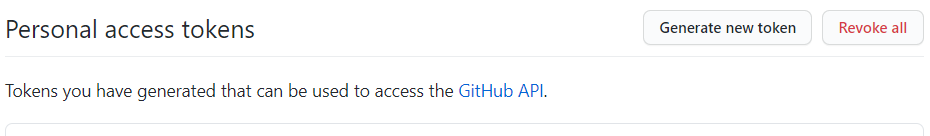 Personal access tokens
Generate new token
Revoke all
Tokens you have generated that can be used to access the GitHub API.